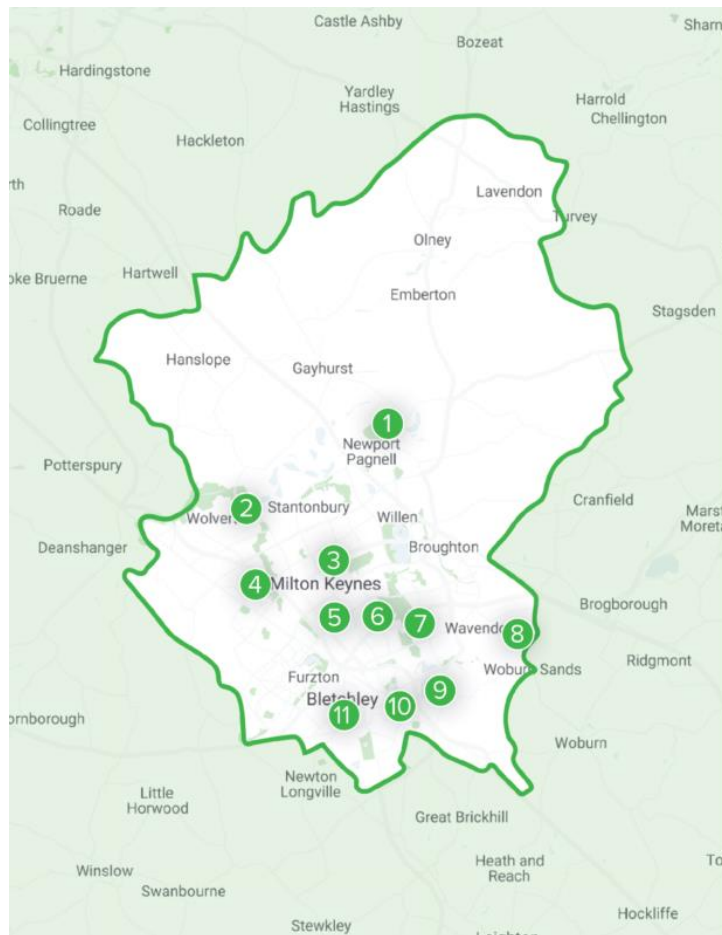 Castle Ashby
Sharn
Bozeat
Hardingstone
Yardley
Hastings
Harrold
Chellington
Collingtree
Hackleton
rth
Lavendon
Roade
Turvey
Olney
oke Bruerne
Hartwell
Emberton
Stagsden
Hanslope
Gayhurst
1
Newport
Pagnell
Potterspury
Cranfield
2
Stantonbury
Wolver
Willen
Marst
Moreta
Deanshanger
Broughton
3
4
Milton Keynes
Brogborough
5
6
7
Wavendo
8
Ridgmont
Woburn Sands
Furzton
9
Bletchley
10
11
ornborough
Woburn
Newton
Longville
Little
Horwood
Great Brickhill
Heath and
Reach
To
Winslow
Swanbourne
Hockliffe
Stewkley